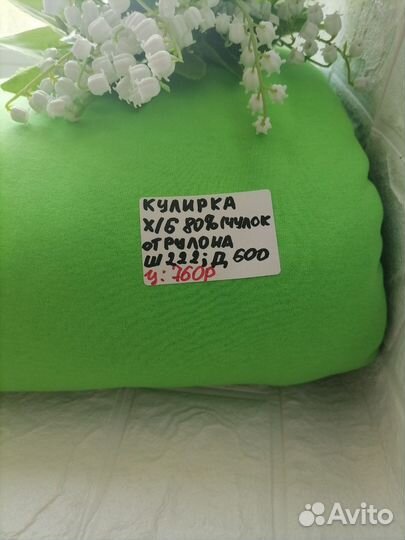 КУЛИРКА
Х/Б 80% (ЧУЛОК
ОТ РУЛОНА
Ш 222; Д 600
Ц: 760р
Avito